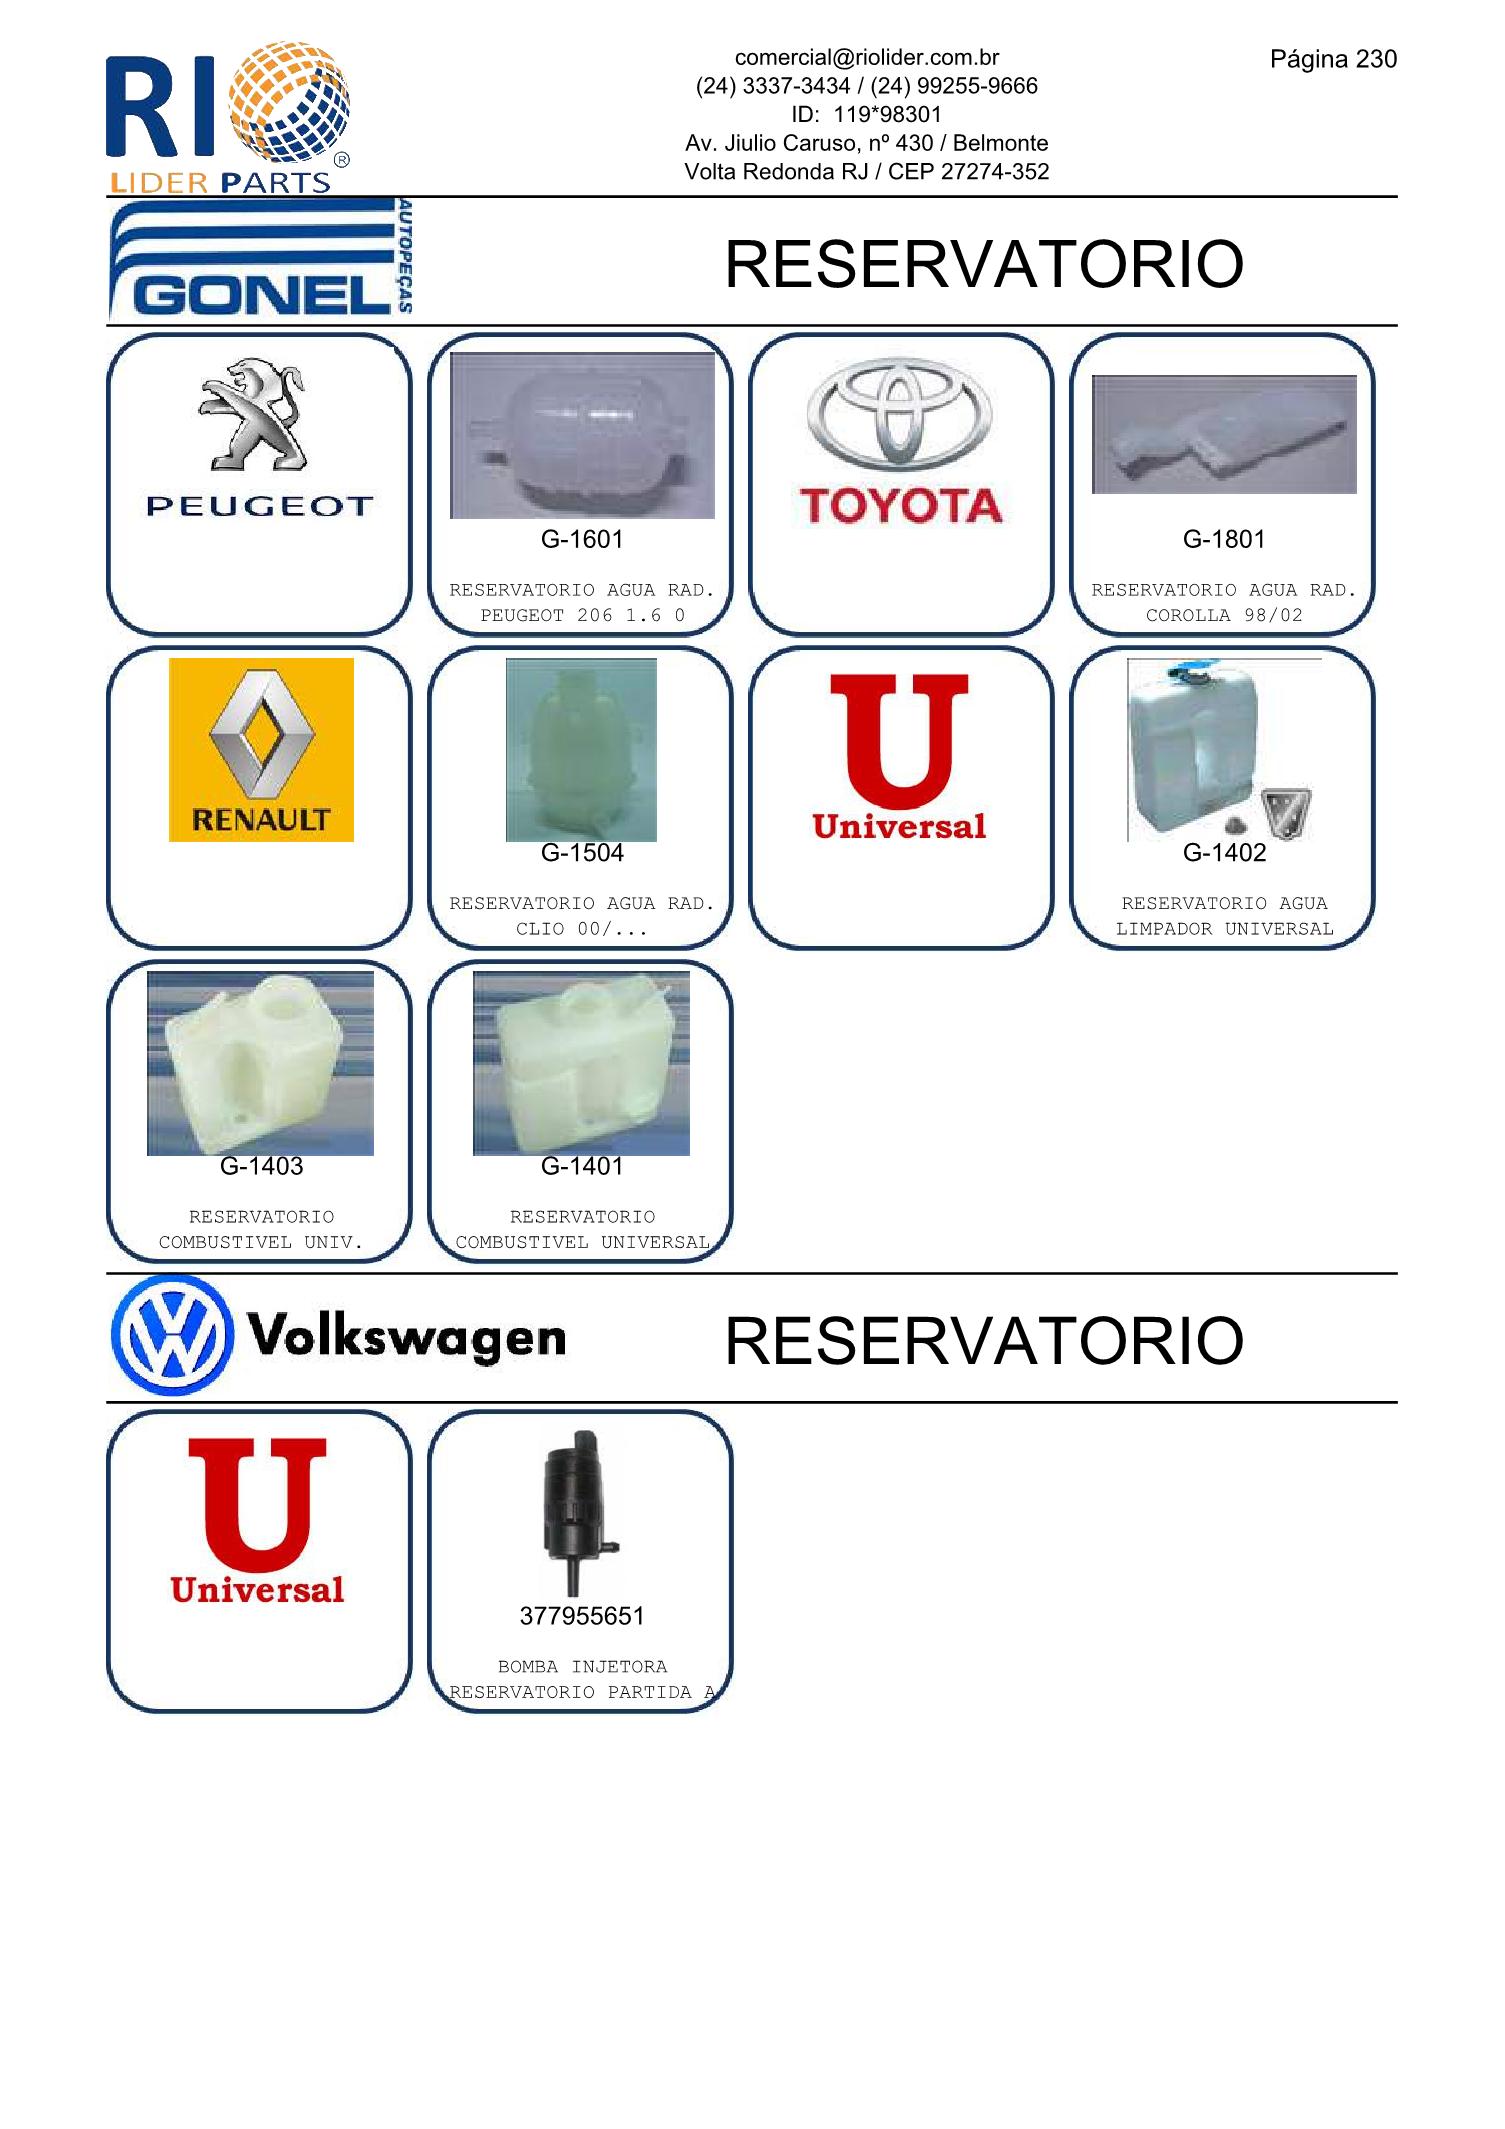 comercial@riolider.com.br
Página 230
(24) 3337-3434 / (24) 99255-9666
ID: 119*98301
Av. Jiulio Caruso, nº 430 / Belmonte
Volta Redonda RJ / CEP 27274-352
RIO
®
LIDER PARTS
GONEL
AUTOPEÇAS
RESERVATORIO
PEUGEOT
G-1601
RESERVATORIO AGUA RAD.
PEUGEOT 206 1.6 0
TOYOTA
G-1801
RESERVATORIO AGUA RAD.
COROLLA 98/02
RENAULT
G-1504
RESERVATORIO AGUA RAD.
CLIO 00/...
U
Universal
G-1402
RESERVATORIO AGUA
LIMPADOR UNIVERSAL
G-1403
RESERVATORIO
COMBUSTIVEL UNIV.
G-1401
RESERVATORIO
COMBUSTIVEL UNIVERSAL
Volkswagen
RESERVATORIO
U
Universal
377955651
BOMBA INJETORA
RESERVATORIO PARTIDA A